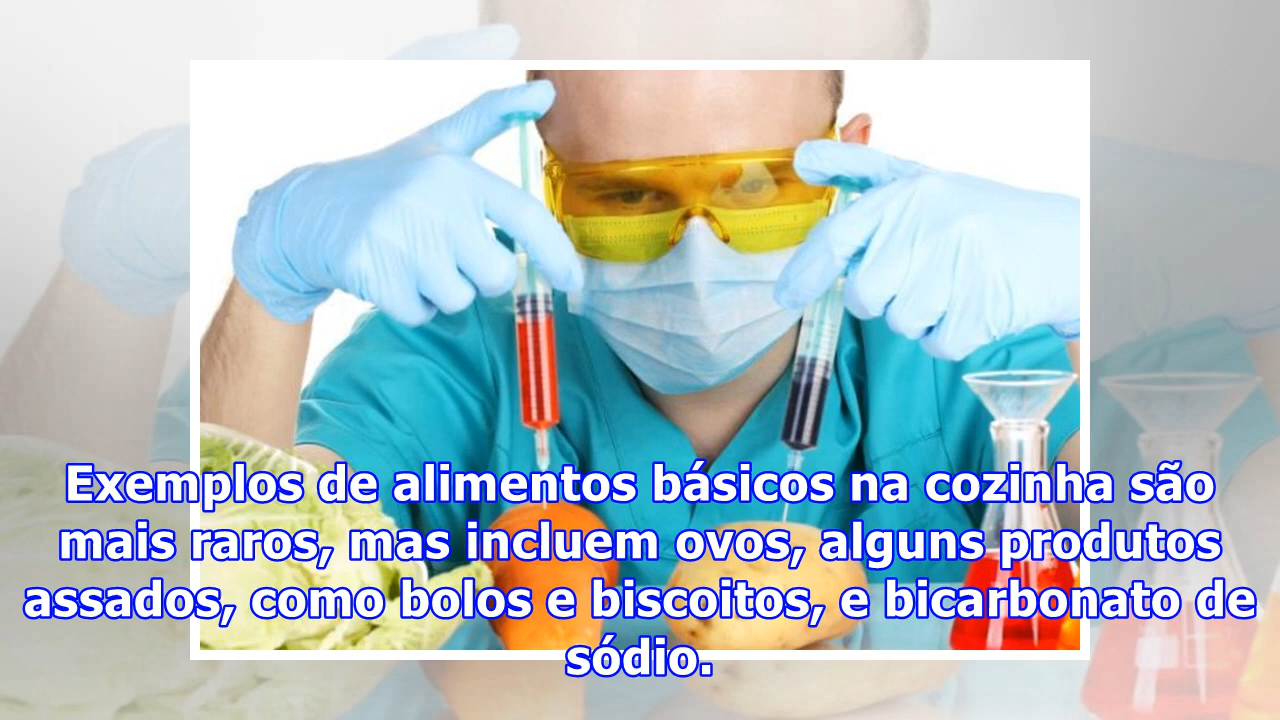 Exemplos de alimentos básicos na cozinha são
mais raros, mas incluem ovos, alguns produtos
assados, como bolos e biscoitos, e bicarbonato de
sódio.